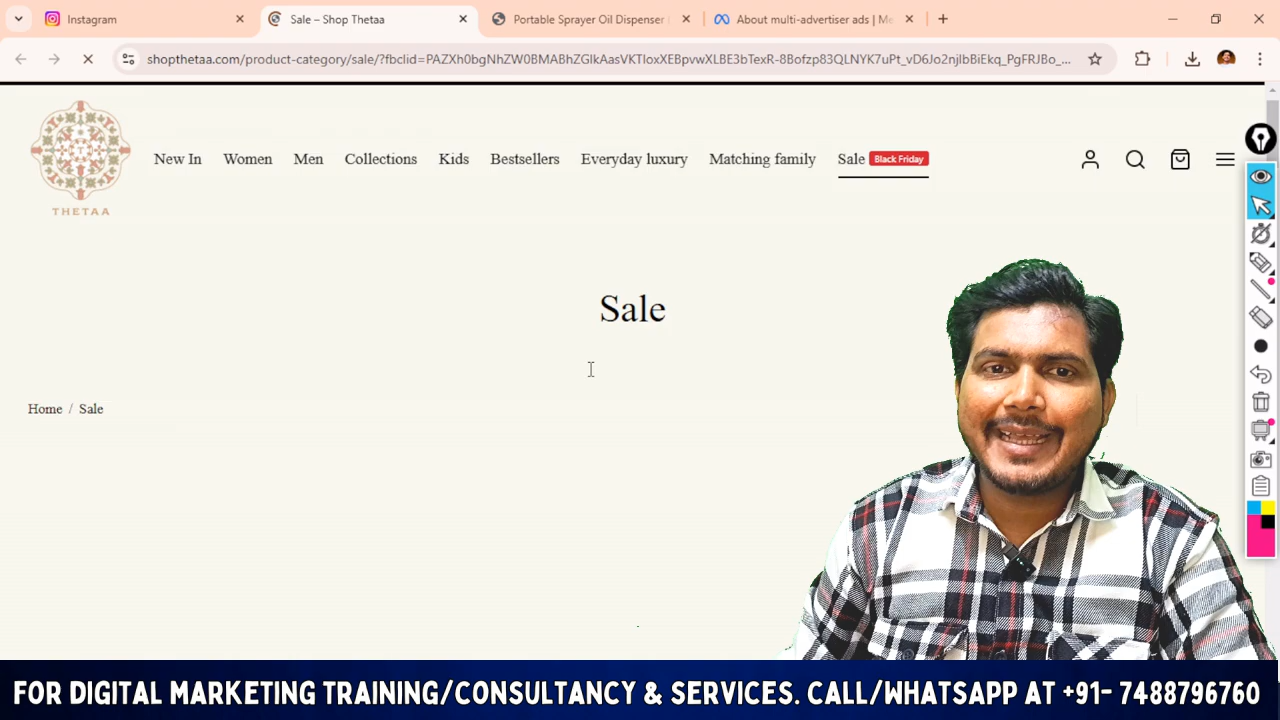 Instagram
Sale – Shop Thetaa
Portable Sprayer Oil Dispenser
About multi-advertiser ads | Me
shopthetaa.com/product-category/sale/?fbclid=PAZXh0bgNhZW0BMABhZGlkAasVKTloxXEBpvwXLBE3bTexR-8Bofzp83QLNYK7uPt_vD6Jo2njlbBiEkq_PgFRJBo_...
THETAA
New In
Women
Men
Collections
Kids
Bestsellers
Everyday luxury
Matching family
Sale Black Friday
Sale
Home / Sale
FOR DIGITAL MARKETING TRAINING/CONSULTANCY & SERVICES. CALL/WHATSAPP AT +91- 7488796760